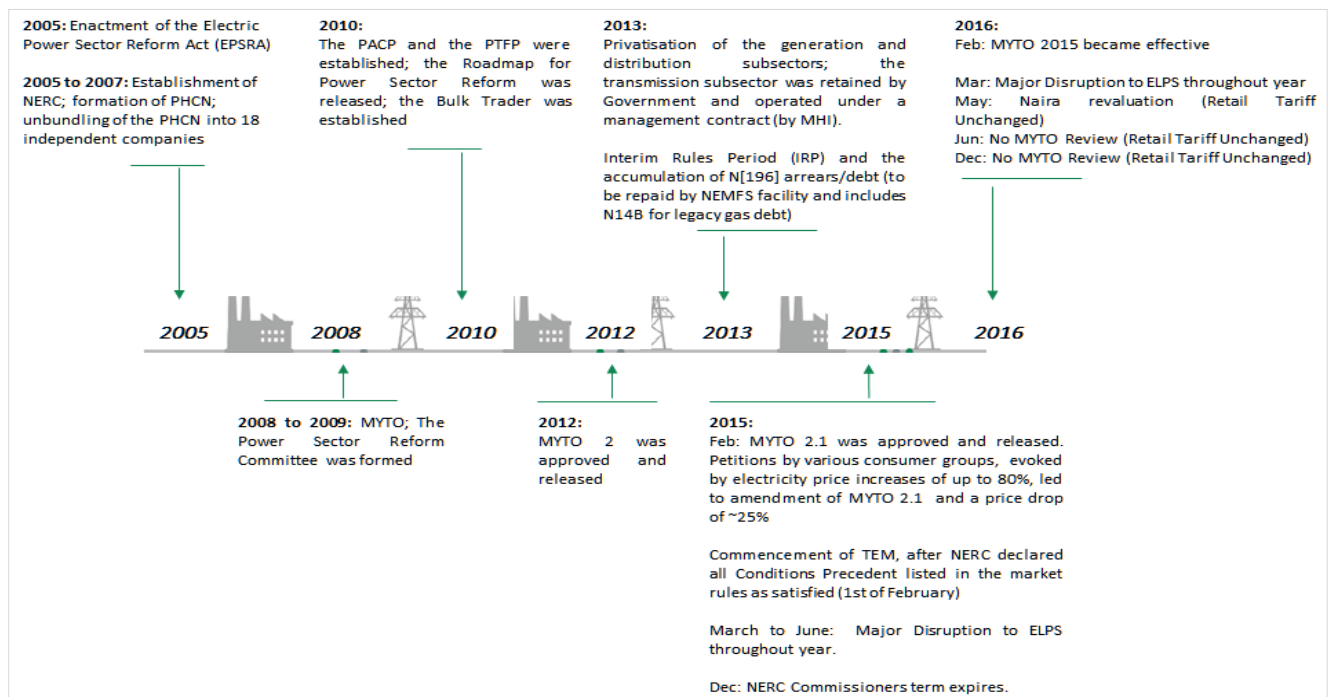 2005: Enactment of the Electric
Power Sector Reform Act (EPSRA)
2005 to 2007: Establishment of
NERC; formation of PHCN;
unbundling of the PHCN into 18
independent companies
2010:
The PACP and the PTFP were
established; the Roadmap for
Power Sector Reform was
released; the Bulk Trader was
established
2013:
Privatisation of the generation and
distribution subsectors; the
transmission subsector was retained by
Government and operated under a
management contract (by MHI).
Interim Rules Period (IRP) and the
accumulation of N[196] arrears/debt (to
be repaid by NEMFS facility and includes
N14B for legacy gas debt)
2016:
Feb: MYTO 2015 became effective
Mar: Major Disruption to ELPS throughout year
May: Naira revaluation (Retail Tariff
Unchanged)
Jun: No MYTO Review (Retail Tariff Unchanged)
Dec: No MYTO Review (Retail Tariff Unchanged)
2005 2008 2010 2012 2013 2015 2016
2008 to 2009: MYTO; The
Power Sector Reform
Committee was formed
2012:
MYTO 2 was
approved and
released
2015:
Feb: MYTO 2.1 was approved and released.
Petitions by various consumer groups, evoked
by electricity price increases of up to 80%, led
to amendment of MYTO 2.1 and a price drop
of ~25%
Commencement of TEM, after NERC declared
all Conditions Precedent listed in the market
rules as satisfied (1st of February)
March to June: Major Disruption to ELPS
throughout year.
Dec: NERC Commissioners term expires.